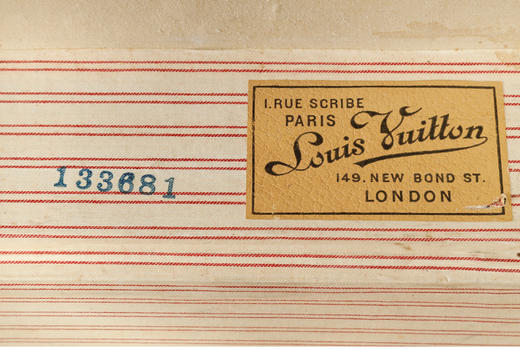 133681
1. RUE SCRIBE
PARIS
Louis Vuitton
149. NEW BOND ST.
LONDON